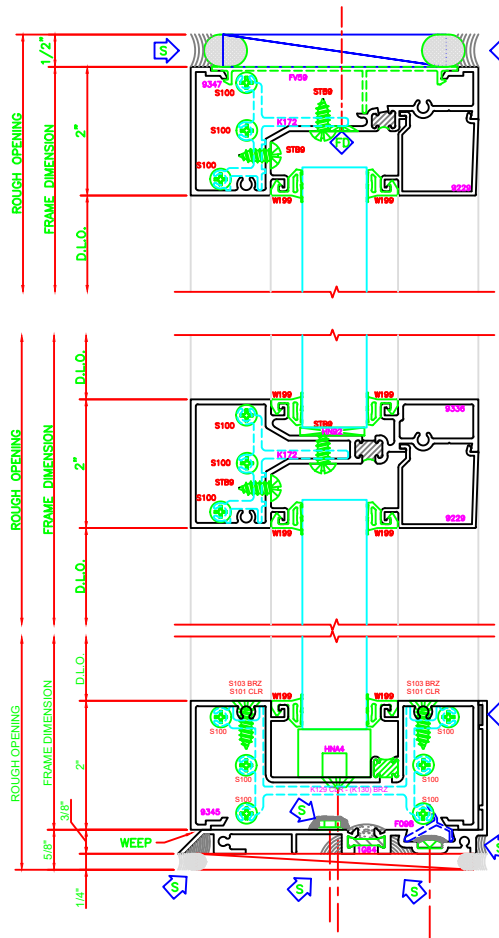 1/2"
S
9347
S100
FV59
STB9
K172
S100
STB9
S100
FD
W199
W199
9229
2"
ROUGH OPENING
FRAME DIMENSION
D.L.O.
D.L.O.
W199
W199
9336
S100
STB9
HNB2
S100
K172
STB9
S100
W199
W199
9229
2"
ROUGH OPENING
FRAME DIMENSION
D.L.O.
D.L.O.
S103 BRZ
S101 CLR
W199
W199
S103 BRZ
S101 CLR
S100
S100
HNA4
S100
S100
K129 CLR - (K130) BRZ
S100
S100
S
9345
F098
WEEP
1984
2"
ROUGH OPENING
FRAME DIMENSION
3/8"
5/8"
1/4"
S
S
S